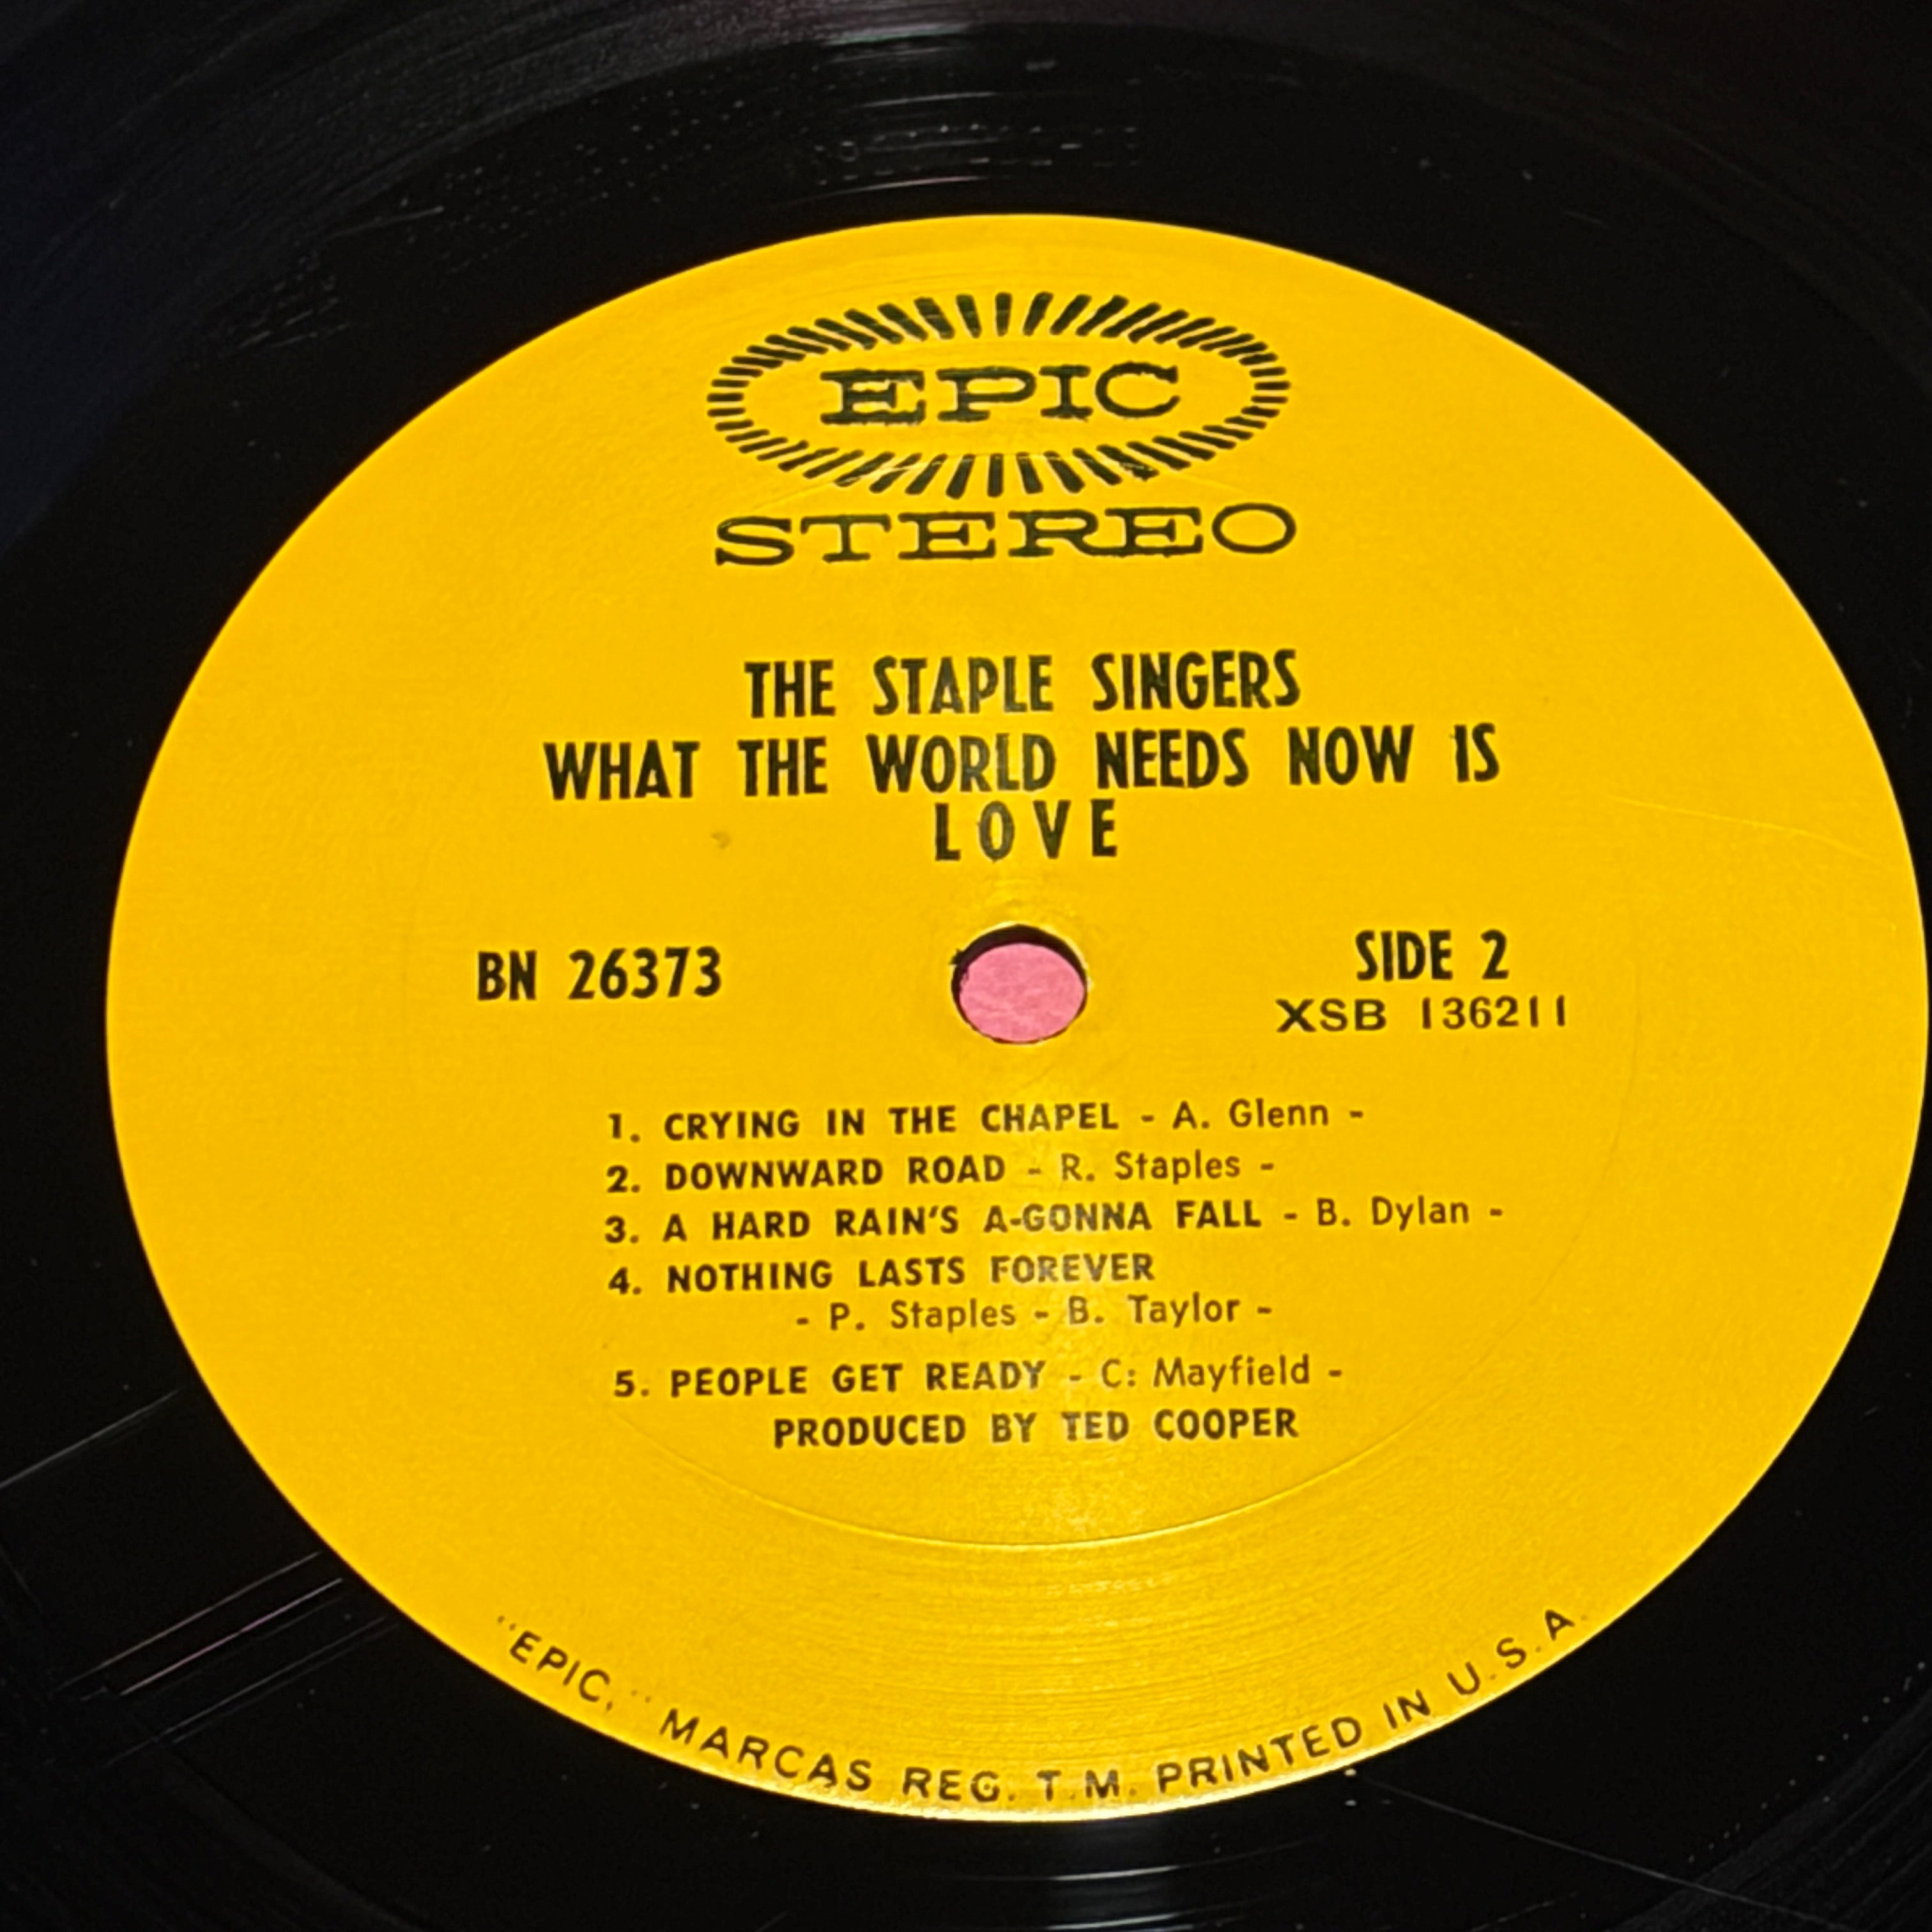 EPIC
STEREO
THE STAPLE SINGERS
WHAT THE WORLD NEEDS NOW IS
LOVE
BN 26373
SIDE 2
XSB 136211
1. CRYING IN THE CHAPEL - A. Glenn -
2. DOWNWARD ROAD - R. Staples -
3. A HARD RAIN'S A-GONNA FALL - B. Dylan -
4. NOTHING LASTS FOREVER
- P. Staples - B. Taylor -
5. PEOPLE GET READY - C: Mayfield -
PRODUCED BY TED COOPER
"EPIC," MARCAS REG. T.M. PRINTED IN U.S.A.